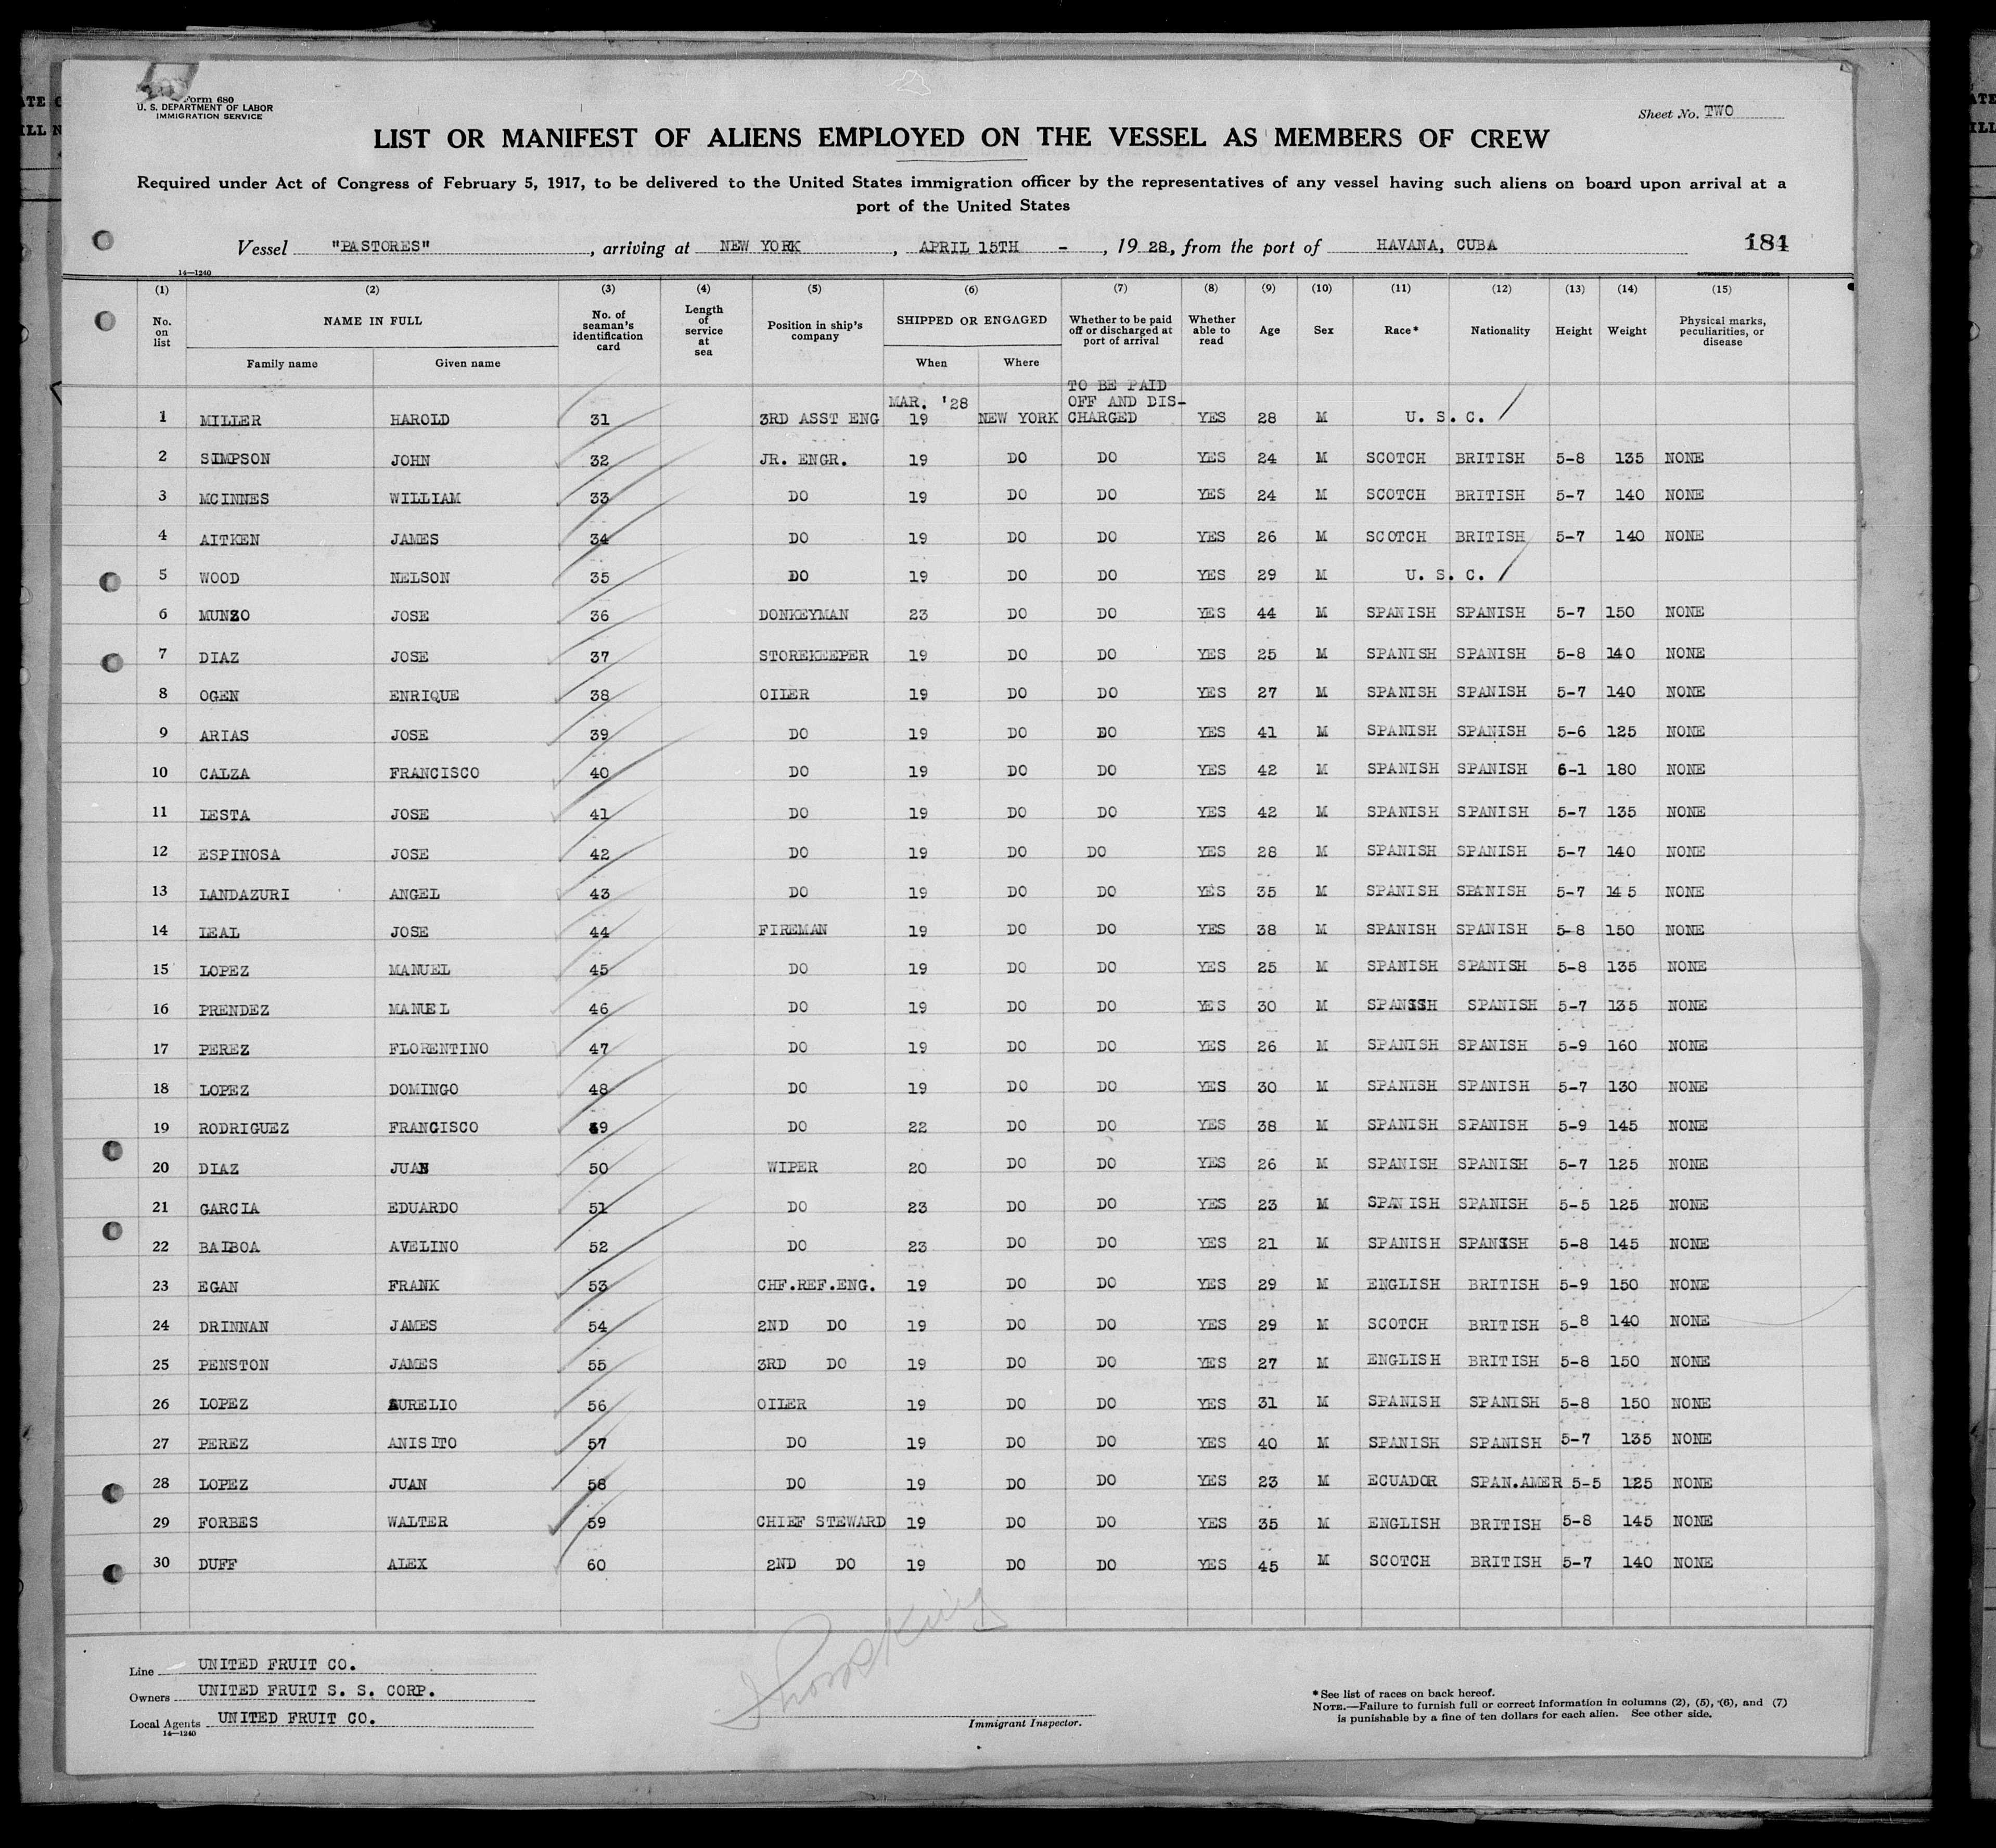 Form 680
U. S. DEPARTMENT OF LABOR
IMMIGRATION SERVICE
Sheet No. TWO
LIST OR MANIFEST OF ALIENS EMPLOYED ON THE VESSEL AS MEMBERS OF CREW
Required under Act of Congress of February 5, 1917, to be delivered to the United States immigration officer by the representatives of any vessel having such aliens on board upon arrival at a
port of the United States
Vessel "PASTORES", arriving at NEW YORK, APRIL 15TH -, 19 28, from the port of HAVANA, CUBA 184
14—1240
(1) (2) (3) (4) (5) (6) (7) (8) (9) (10) (11) (12) (13) (14) (15)
No. on list NAME IN FULL Family name Given name No. of seaman's identification card Length of service at sea Position in ship's company SHIPPED OR ENGAGED When Where Whether to be paid off or discharged at port of arrival Whether able to read Age Sex Race* Nationality Height Weight Physical marks, peculiarities, or disease
1 MILLER HAROLD 31 3RD ASST ENG MAR. '28 19 NEW YORK TO BE PAID OFF AND DIS-CHARGED YES 28 M U. S. C.
2 SIMPSON JOHN 32 JR. ENGR. 19 DO DO YES 24 M SCOTCH BRITISH 5-8 135 NONE
3 MCINNES WILLIAM 33 DO 19 DO DO YES 24 M SCOTCH BRITISH 5-7 140 NONE
4 AITKEN JAMES 34 DO 19 DO DO YES 26 M SCOTCH BRITISH 5-7 140 NONE
5 WOOD NELSON 35 DO 19 DO DO YES 29 M U. S. C.
6 JOSE 36 DONKEYMAN 23 DO DO YES 44 M SPANISH SPANISH 5-7 150 NONE
7 DIAZ JOSE 37 STOREKEEPER 19 DO DO YES 25 M SPANISH SPANISH 5-8 140 NONE
8 OGEN ENRIQUE 38 OILER 19 DO DO YES 27 M SPANISH SPANISH 5-7 140 NONE
9 ARIAS JOSE 39 DO 19 DO DO YES 41 M SPANISH SPANISH 5-6 125 NONE
10 CALZA FRANCISCO 40 DO 19 DO DO YES 42 M SPANISH SPANISH 6-1 180 NONE
11 LESTA JOSE 41 DO 19 DO DO YES 42 M SPANISH SPANISH 5-7 135 NONE
12 ESPINOSA JOSE 42 DO 19 DO DO YES 28 M SPANISH SPANISH 5-7 140 NONE
13 LANDAZURI ANGEL 43 DO 19 DO DO YES 35 M SPANISH SPANISH 5-7 145 NONE
14 LEAL JOSE 44 FIREMAN 19 DO DO YES 38 M SPANISH SPANISH 5-8 150 NONE
15 LOPEZ MANUEL 45 DO 19 DO DO YES 25 M SPANISH SPANISH 5-8 135 NONE
16 PRENDEZ MANUEL 46 DO 19 DO DO YES 30 M SPANISH SPANISH 5-7 135 NONE
17 PEREZ FLORENTINO 47 DO 19 DO DO YES 26 M SPANISH SPANISH 5-9 160 NONE
18 LOPEZ DOMINGO 48 DO 19 DO DO YES 30 M SPANISH SPANISH 5-7 130 NONE
19 RODRIGUEZ FRANCISCO 49 DO 22 DO DO YES 38 M SPANISH SPANISH 5-9 145 NONE
20 DIAZ JUAN 50 WIPER 20 DO DO YES 26 M SPANISH SPANISH 5-7 125 NONE
21 GARCIA EDUARDO 51 DO 23 DO DO YES 23 M SPANISH SPANISH 5-5 125 NONE
22 BALBOA AVELINO 52 DO 23 DO DO YES 21 M SPANISH SPANISH 5-8 145 NONE
23 EGAN FRANK 53 CHF.REF.ENG. 19 DO DO YES 29 M ENGLISH BRITISH 5-9 150 NONE
24 DRINNAN JAMES 54 2ND DO 19 DO DO YES 29 M SCOTCH BRITISH 5-8 140 NONE
25 PENSTON JAMES 55 3RD DO 19 DO DO YES 27 M ENGLISH BRITISH 5-8 150 NONE
26 LOPEZ AURELIO 56 OILER 19 DO DO YES 31 M SPANISH SPANISH 5-8 150 NONE
27 PEREZ ANISITO 57 DO 19 DO DO YES 40 M SPANISH SPANISH 5-7 135 NONE
28 LOPEZ JUAN 58 DO 19 DO DO YES 23 M ECUADOR SPAN.AMER 5-5 125 NONE
29 FORBES WALTER 59 CHIEF STEWARD 19 DO DO YES 35 M ENGLISH BRITISH 5-8 145 NONE
30 DUFF ALEX 60 2ND DO 19 DO DO YES 45 M SCOTCH BRITISH 5-7 140 NONE
Line UNITED FRUIT CO.
Owners UNITED FRUIT S. S. CORP.
Local Agents UNITED FRUIT CO.
14—1240
Immigrant Inspector.
*See list of races on back hereof.
NOTE.—Failure to furnish full or correct information in columns (2), (5), (6), and (7)
is punishable by a fine of ten dollars for each alien. See other side.